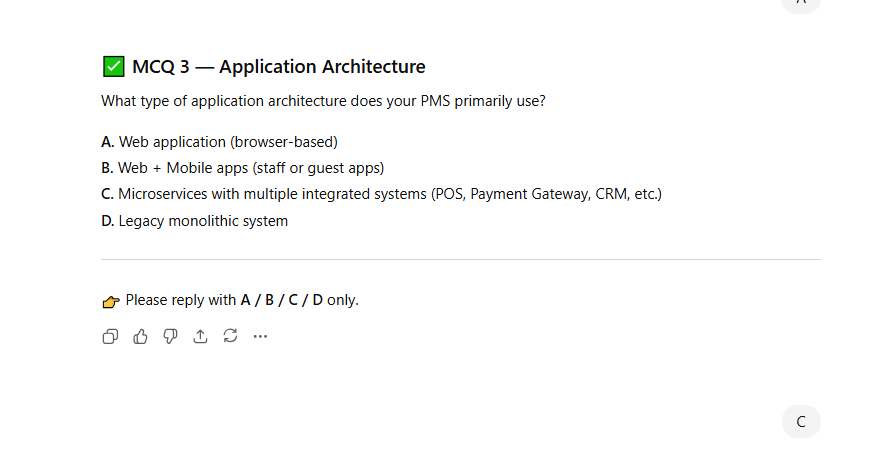 A
✅ MCQ 3 — Application Architecture
What type of application architecture does your PMS primarily use?
A. Web application (browser-based)
B. Web + Mobile apps (staff or guest apps)
C. Microservices with multiple integrated systems (POS, Payment Gateway, CRM, etc.)
D. Legacy monolithic system
👉 Please reply with A / B / C / D only.
C